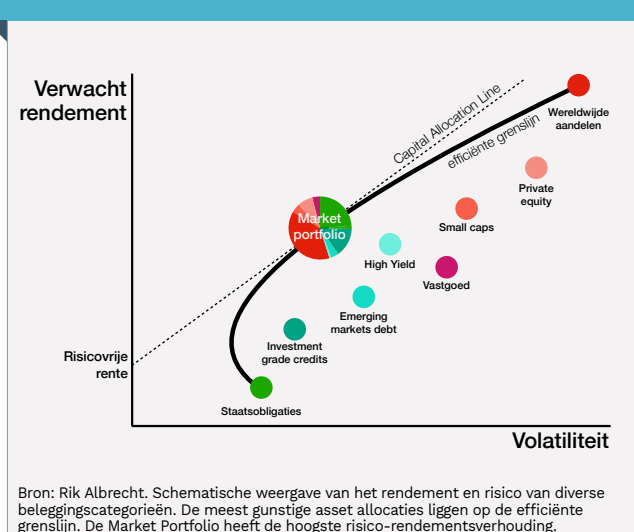 Verwacht
rendement
Capital Allocation Line
efficiënte grenslijn
Wereldwijde
aandelen
Private
equity
Small caps
Market
portfolio
High Yield
Vastgoed
Emerging
markets debt
Investment
grade credits
Risicovrije
rente
Staatsobligaties
Volatiliteit
Bron: Rik Albrecht. Schematische weergave van het rendement en risico van diverse
beleggingscategorieën. De meest gunstige asset allocaties liggen op de efficiënte
grenslijn. De Market Portfolio heeft de hoogste risico-rendementsverhouding.